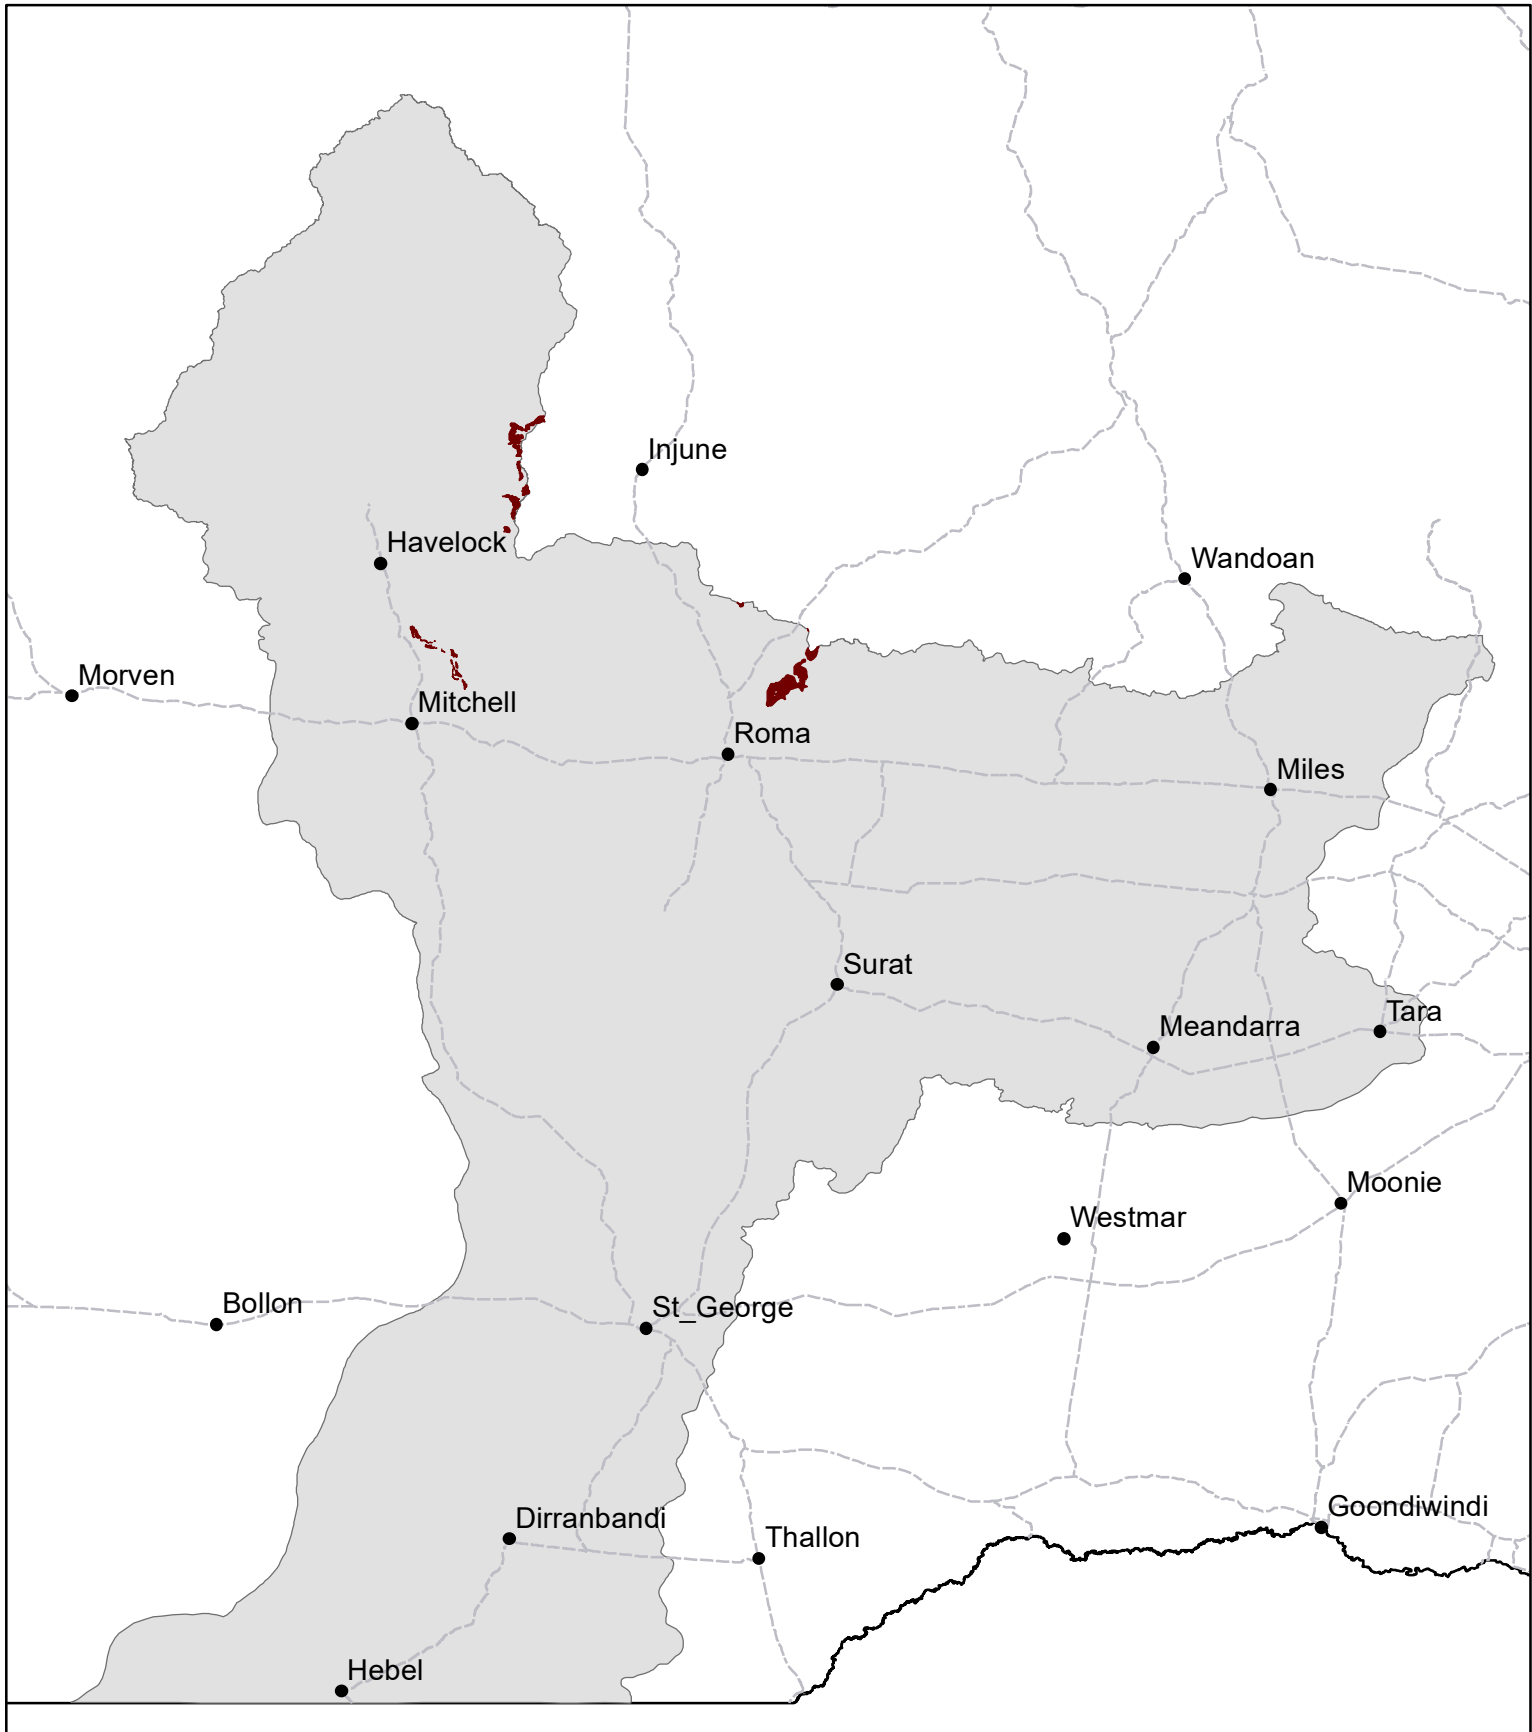 Injune
Havelock
Wandoan
Morven
Mitchell
Roma
Miles
Surat
Tara
Meandarra
Moonie
Westmar
Bollon
St_George
Goondiwindi
Dirranbandi
Thallon
Hebel